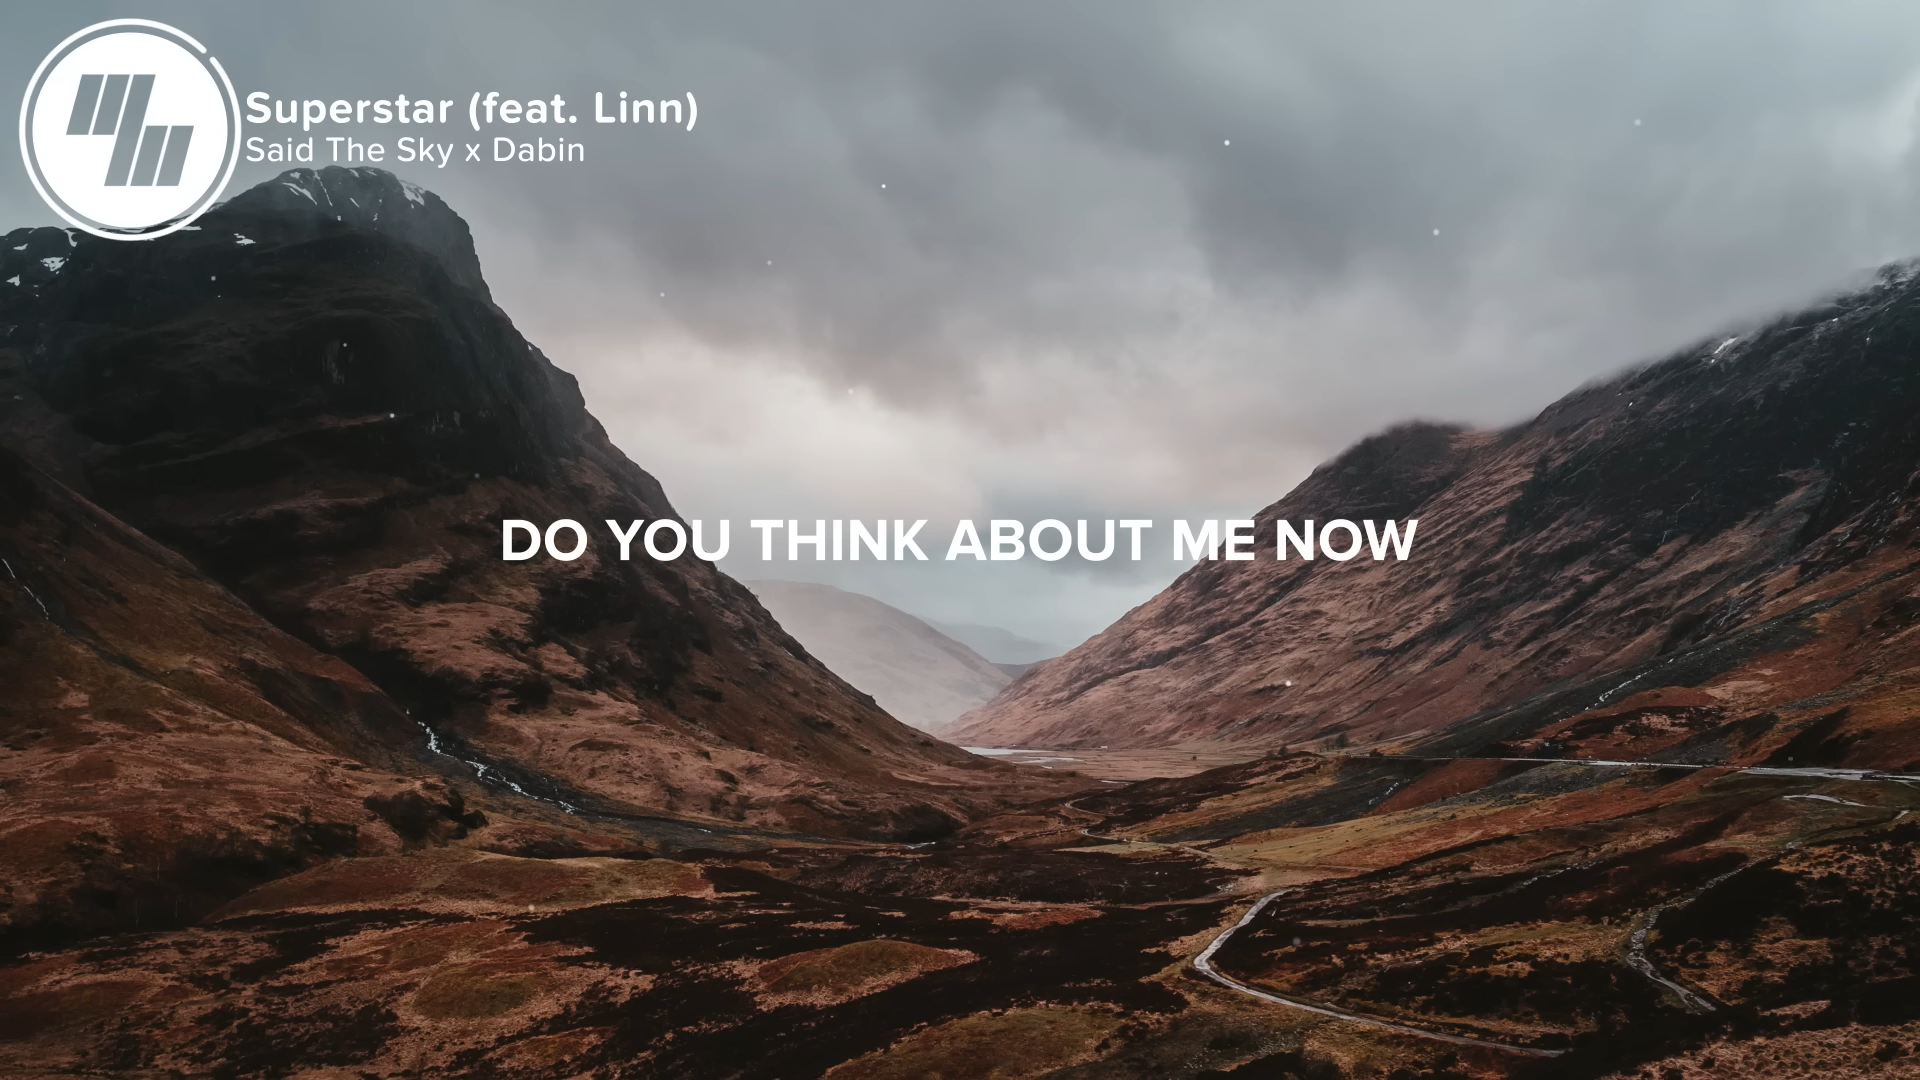 Superstar (feat. Linn)
Said The Sky x Dabin
DO YOU THINK ABOUT ME NOW